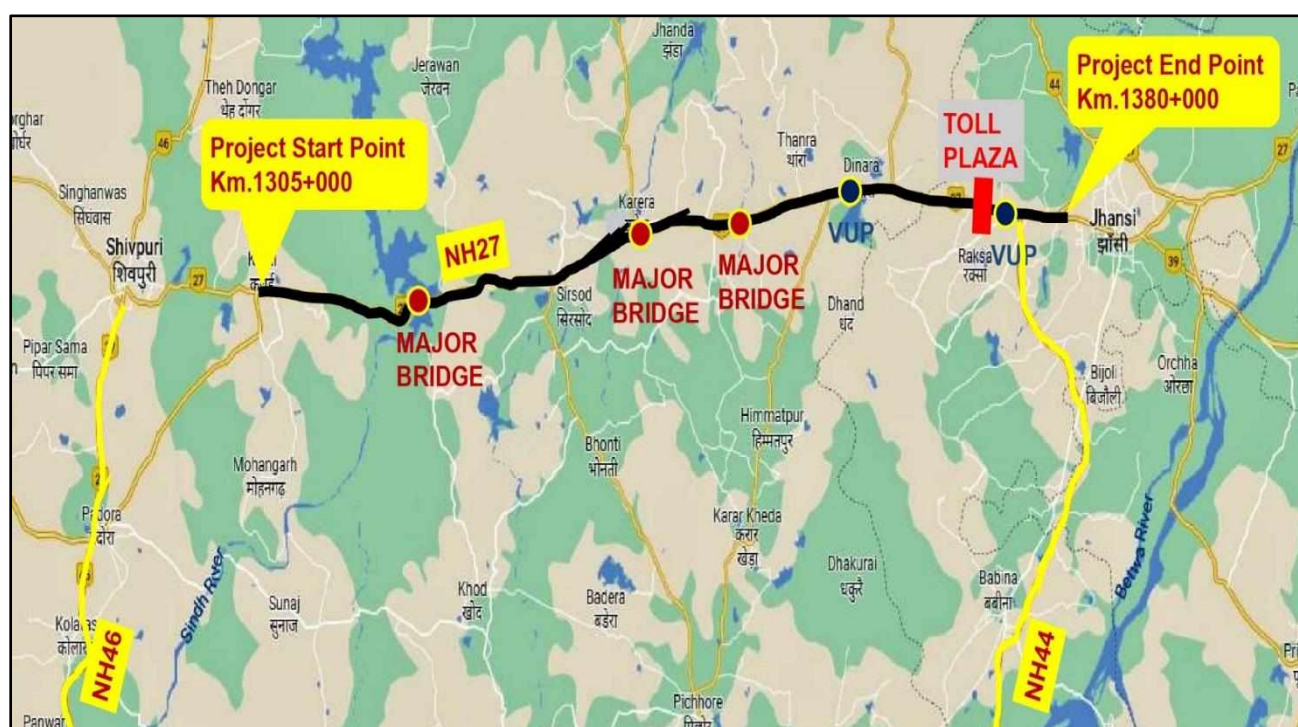 Jhanda
झंडा
Jerawan
जेरवन
Theh Dongar
थेह दोंगर
44
Project End Point
Km.1380+000
orghar
46
Project Start Point
Km.1305+000
Thanra
थांरा
TOLL
PLAZA
27
Singhanwas
सिंघंवास
Dinara
Karera
Shivpuri
शिवपुरी
NH27
Jhansi
झाँसी
VUP
VUP
Raksa
रक्सा
27
MAJOR
BRIDGE
MAJOR
BRIDGE
39
Sirsod
सिरसोद
Dhand
धंद
Pipar Sama
पिपर समा
MAJOR
BRIDGE
Orchha
ओरछा
Bijoli
बिजौली
Himmatpur
हिम्मतपुर
Bhonti
भोनती
Mohangarh
मोहनगढ़
Karar Kheda
करार
खेड़ा
Padora
Dhakurai
धकुरै
Betwa River
Babina
बबीना
Sindh River
Khod
खोद
Badera
बडेरा
Sunaj
सुनाज
Kolaras
NH46
NH44
Pichhore
Panwar